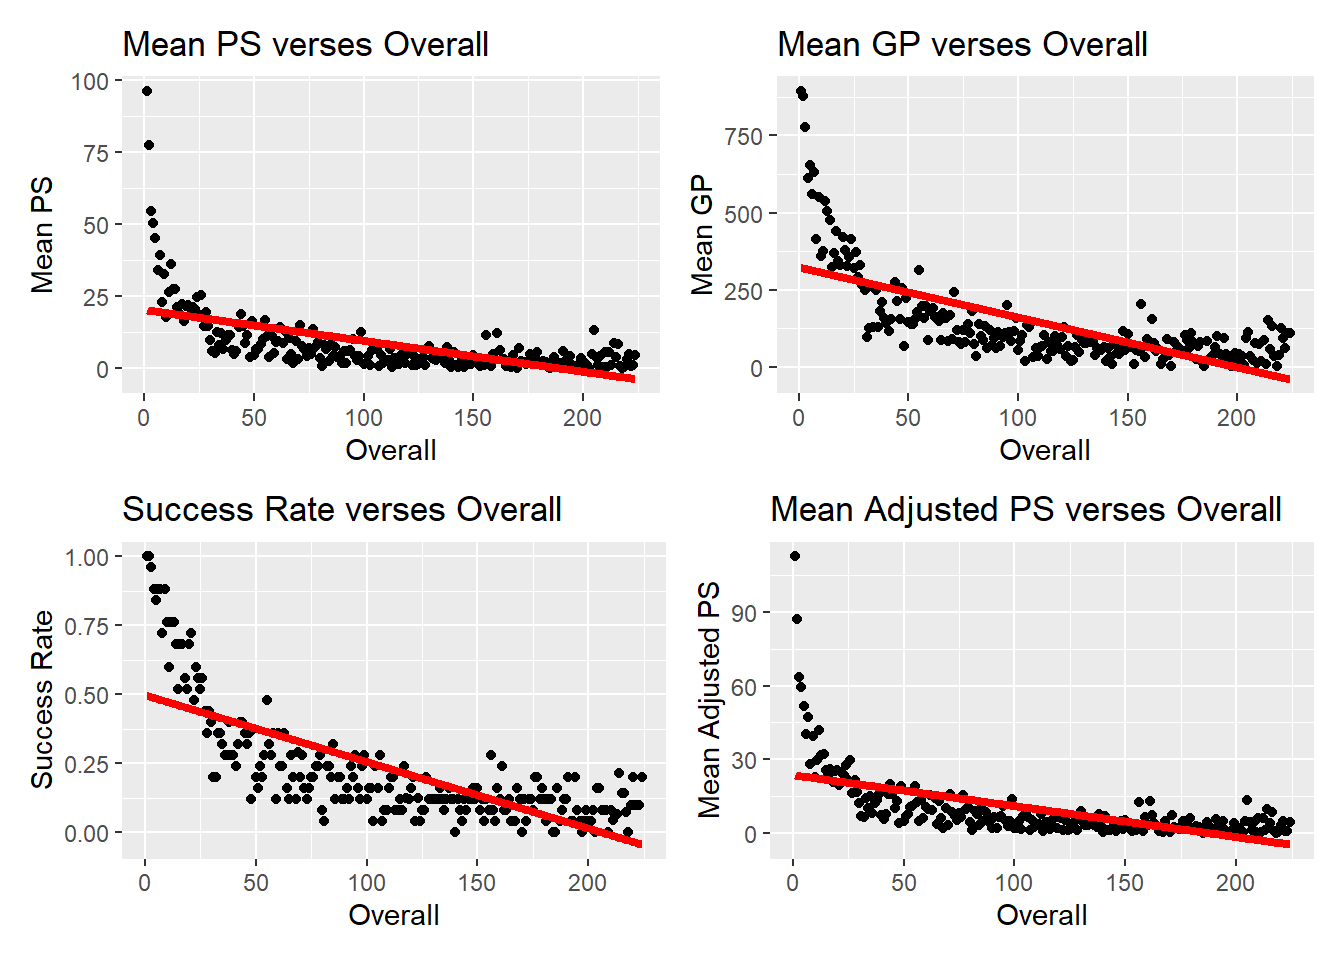 Mean PS verses Overall
100
75
50
25
0
Mean PS
0 50 100 150 200
Overall
Mean GP verses Overall
750
500
250
0
Mean GP
0 50 100 150 200
Overall
Success Rate verses Overall
1.00
0.75
0.50
0.25
0.00
Success Rate
0 50 100 150 200
Overall
Mean Adjusted PS verses Overall
90
60
30
0
Mean Adjusted PS
0 50 100 150 200
Overall